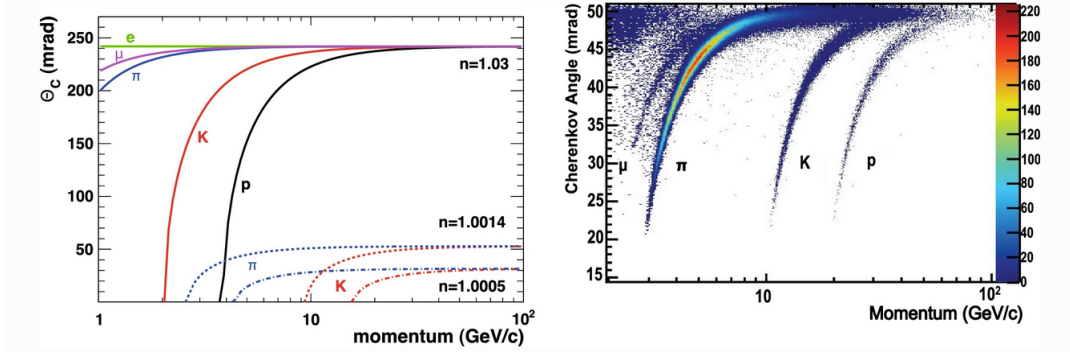 Θc (mrad)
250
200
150
100
50
e
μ
π
K
p
n=1.03
n=1.0014
π
K
n=1.0005
1
10
10²
momentum (GeV/c)
Cherenkov Angle (mrad)
50
45
40
35
30
25
20
15
μ
π
K
p
10
10²
Momentum (GeV/c)
220
200
180
160
140
120
100
80
60
40
20
0